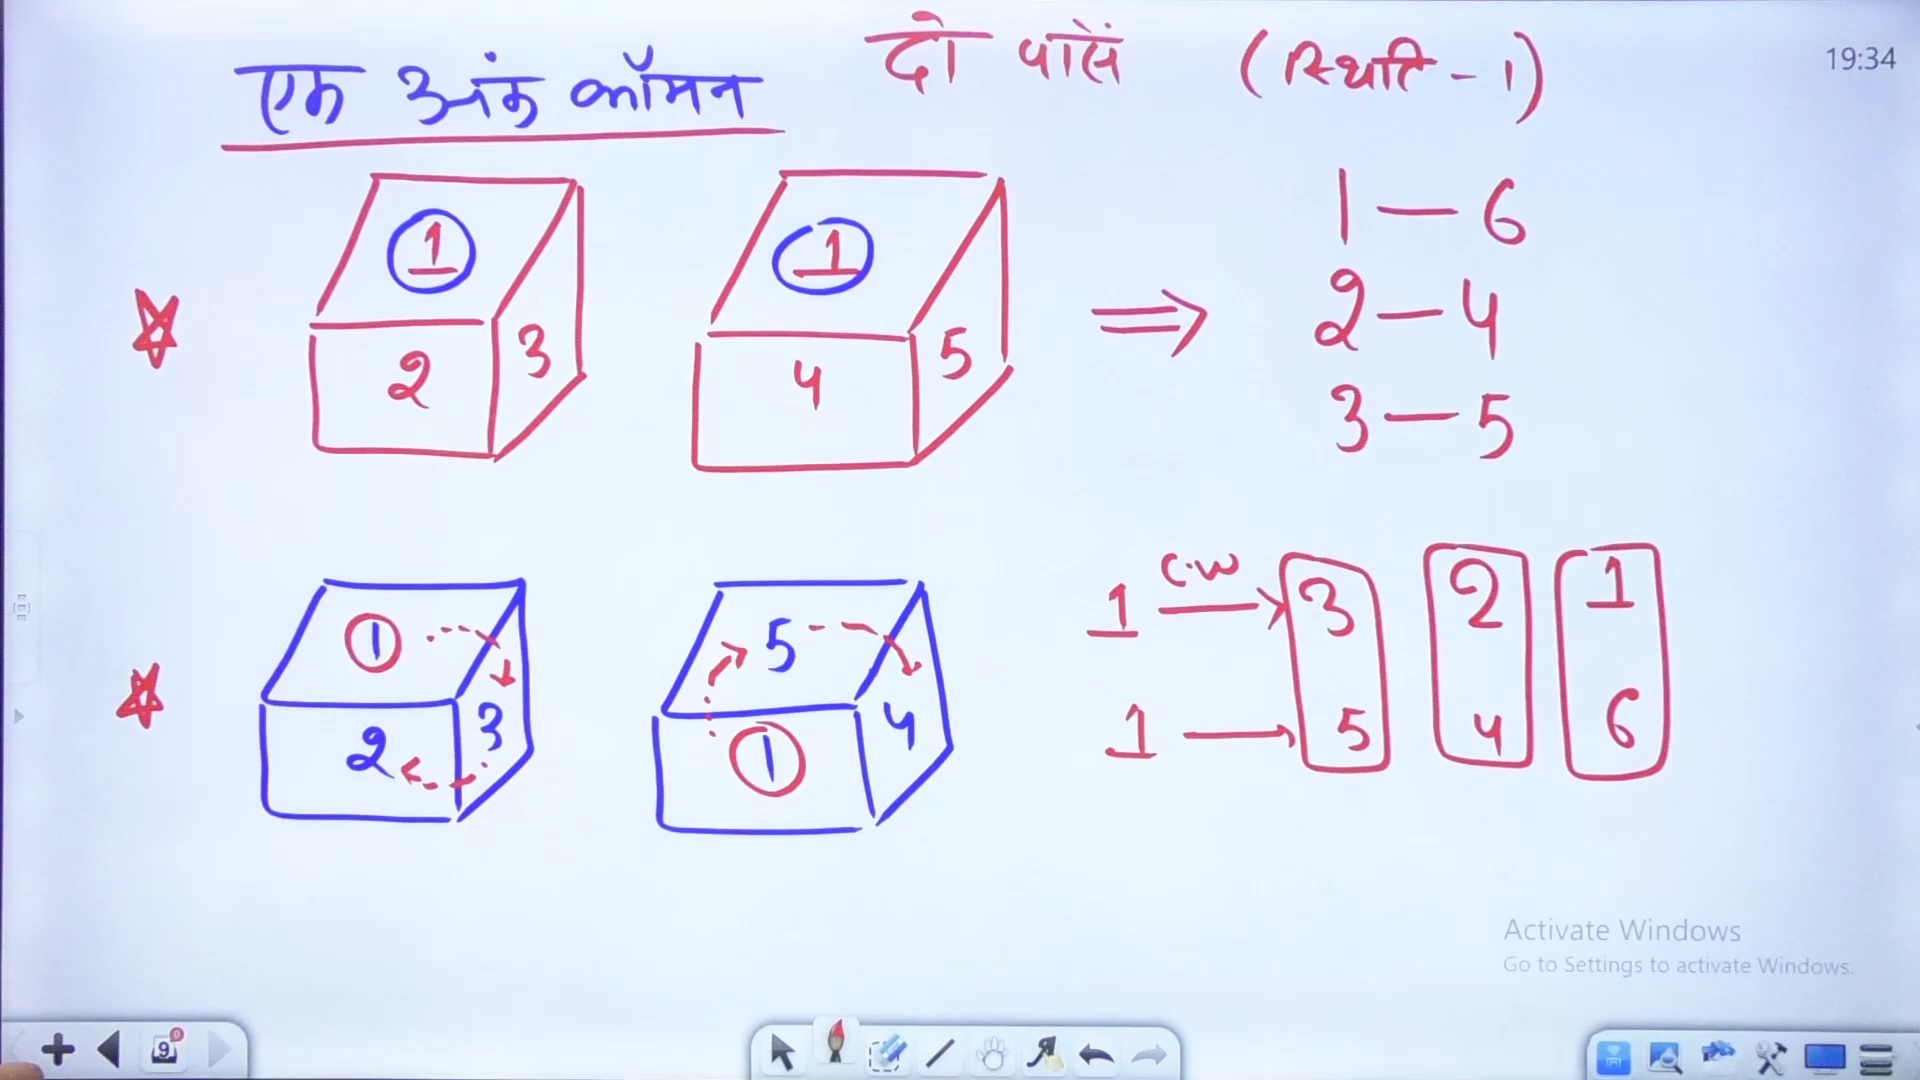 एक अंक कॉमन दो पासें (स्थिति - 1)
19:34
1 1 1 — 6
2 3 4 5 ⇒ 2 — 4
3 — 5
1 5 1 C.W → 3 2 1
2 3 1 4 1 → 5 4 6
Activate Windows
Go to Settings to activate Windows.
9 0